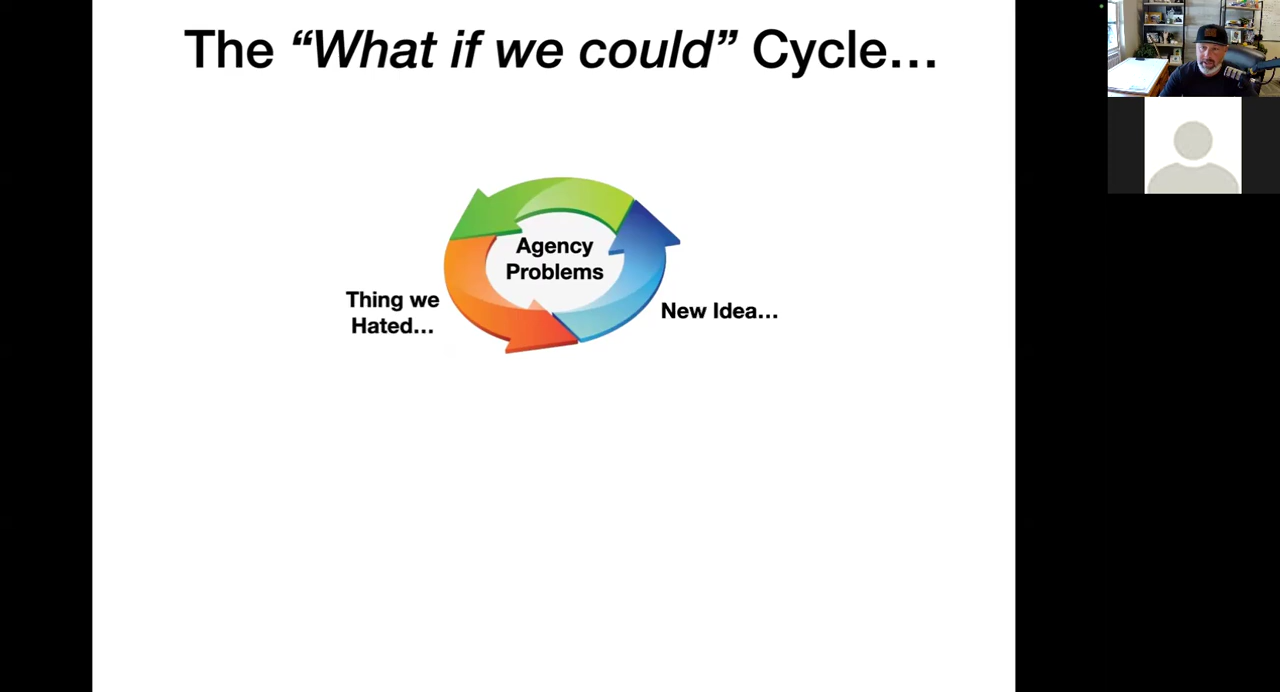 The “What if we could” Cycle…
Agency
Problems
Thing we
Hated…
New Idea…